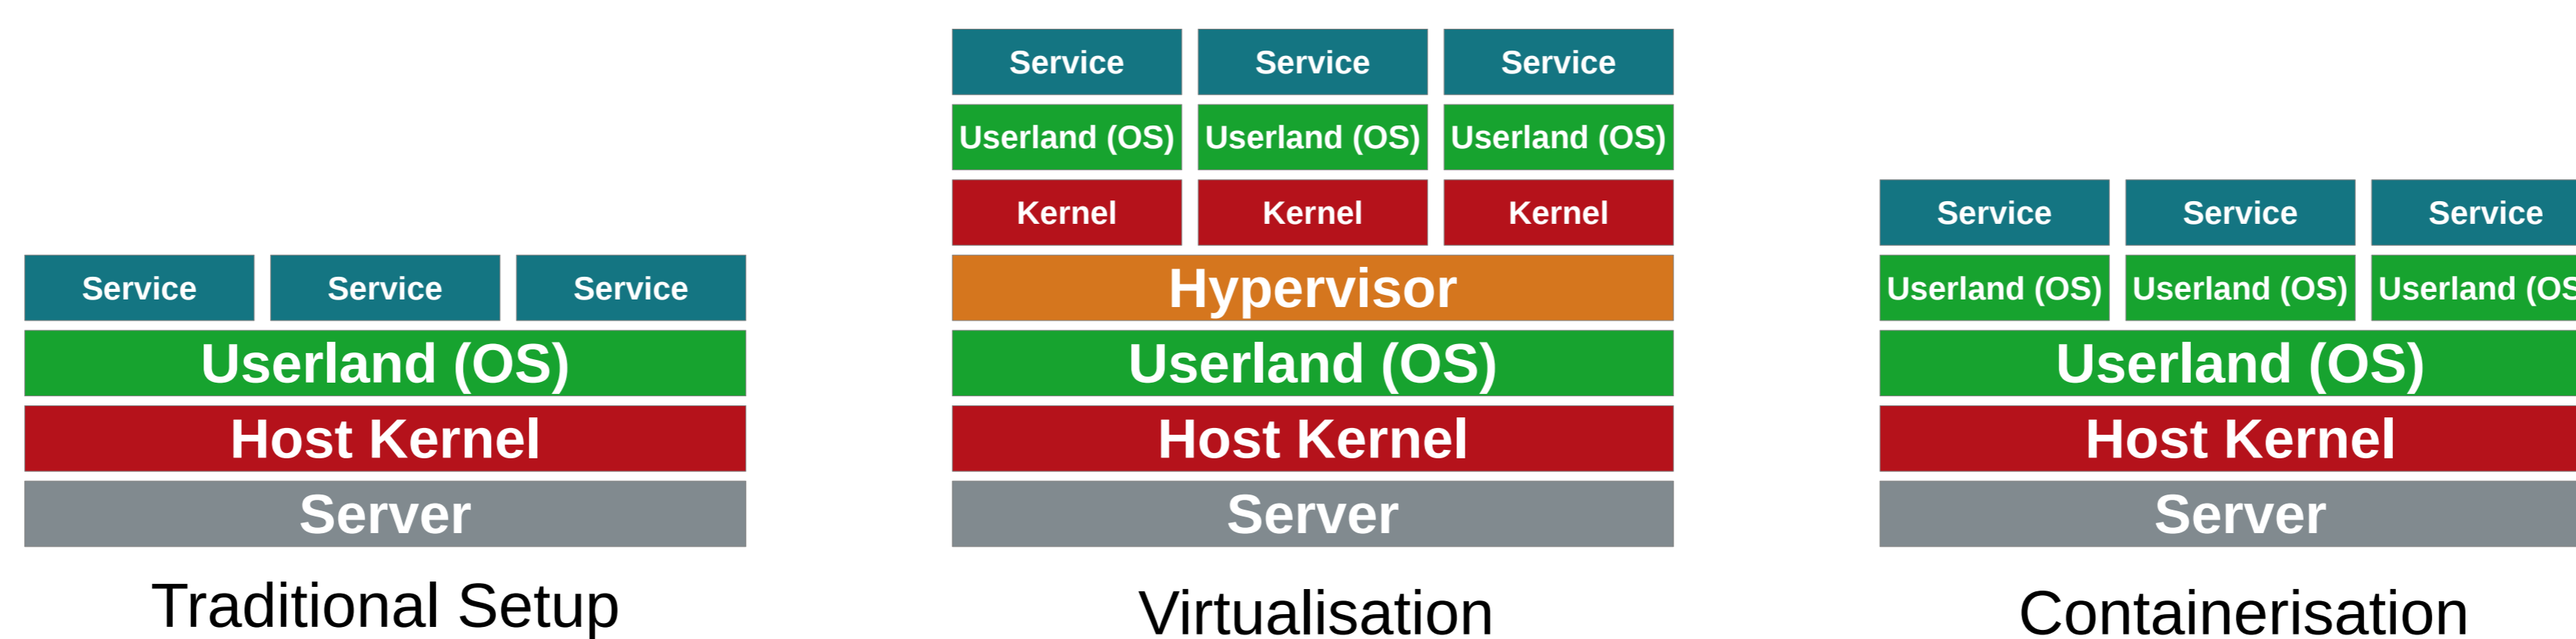 Service Service Service
Userland (OS)
Host Kernel
Server
Traditional Setup
Service Service Service
Userland (OS) Userland (OS) Userland (OS)
Kernel Kernel Kernel
Hypervisor
Userland (OS)
Host Kernel
Server
Virtualisation
Service Service Service
Userland (OS) Userland (OS) Userland (OS
Userland (OS)
Host Kernel
Server
Containerisation